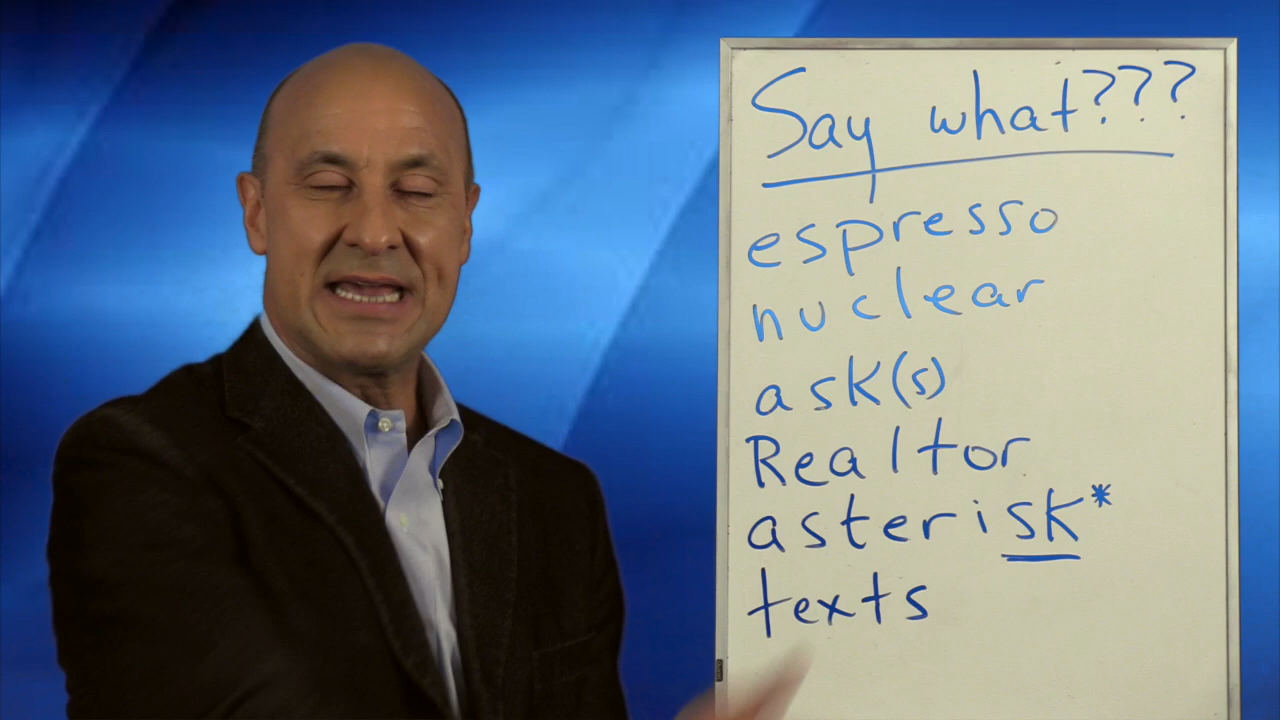 Say what???
espresso
nuclear
ask(s)
Realtor
asterisk*
texts